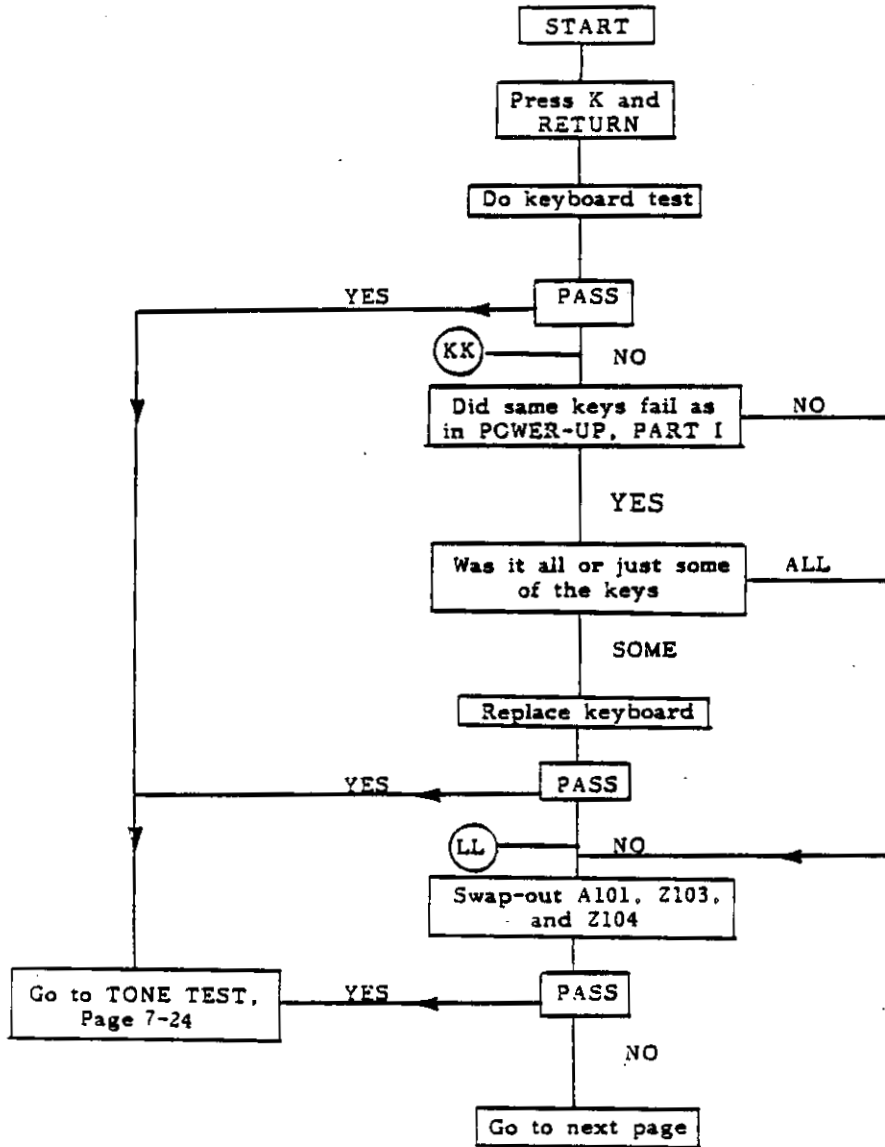 START
Press K and
RETURN
Do keyboard test
YES
PASS
KK
NO
Did same keys fail as
in POWER-UP, PART I
NO
YES
Was it all or just some
of the keys
ALL
SOME
Replace keyboard
YES
PASS
LL
NO
Swap-out A101, Z103,
and Z104
Go to TONE TEST,
Page 7-24
YES
PASS
NO
Go to next page